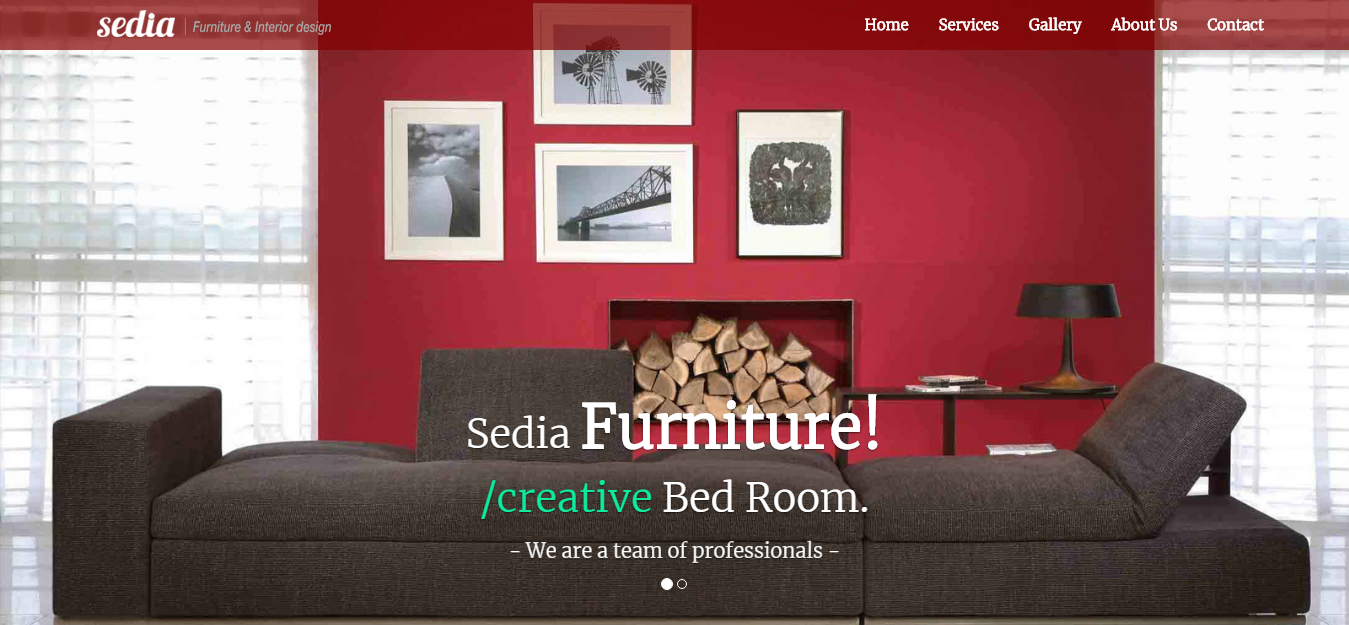 sedia | Furniture & Interior design
Home Services Gallery About Us Contact
Sedia Furniture!
/creative Bed Room.
- We are a team of professionals -